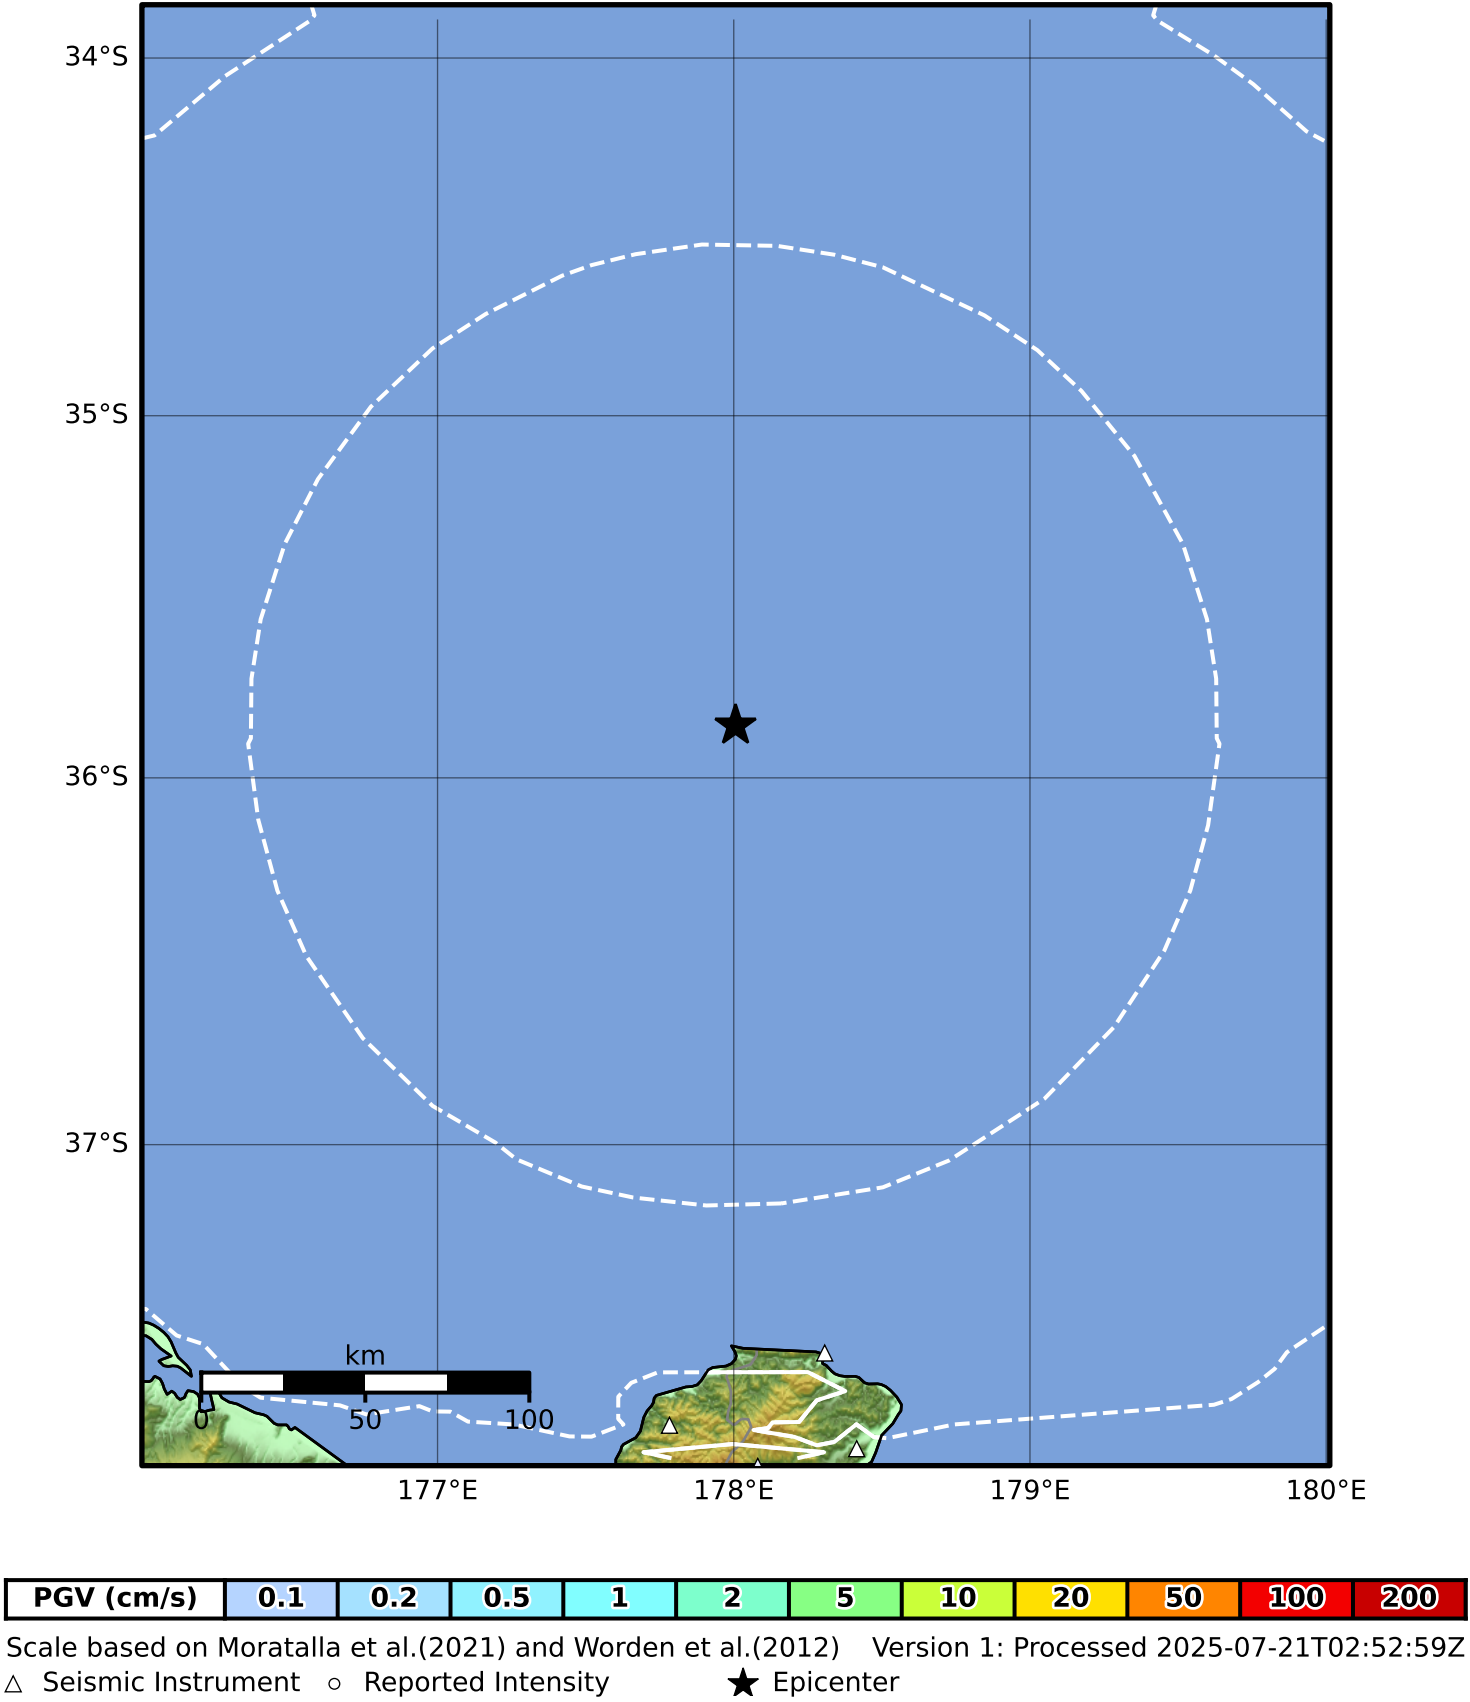 34°S
35°S
36°S
37°S
km
0 50 100
177°E 178°E 179°E 180°E
PGV (cm/s) 0.1 0.2 0.5 1 2 5 10 20 50 100 200
Scale based on Moratalla et al.(2021) and Worden et al.(2012) Version 1: Processed 2025-07-21T02:52:59Z
Seismic Instrument Reported Intensity Epicenter